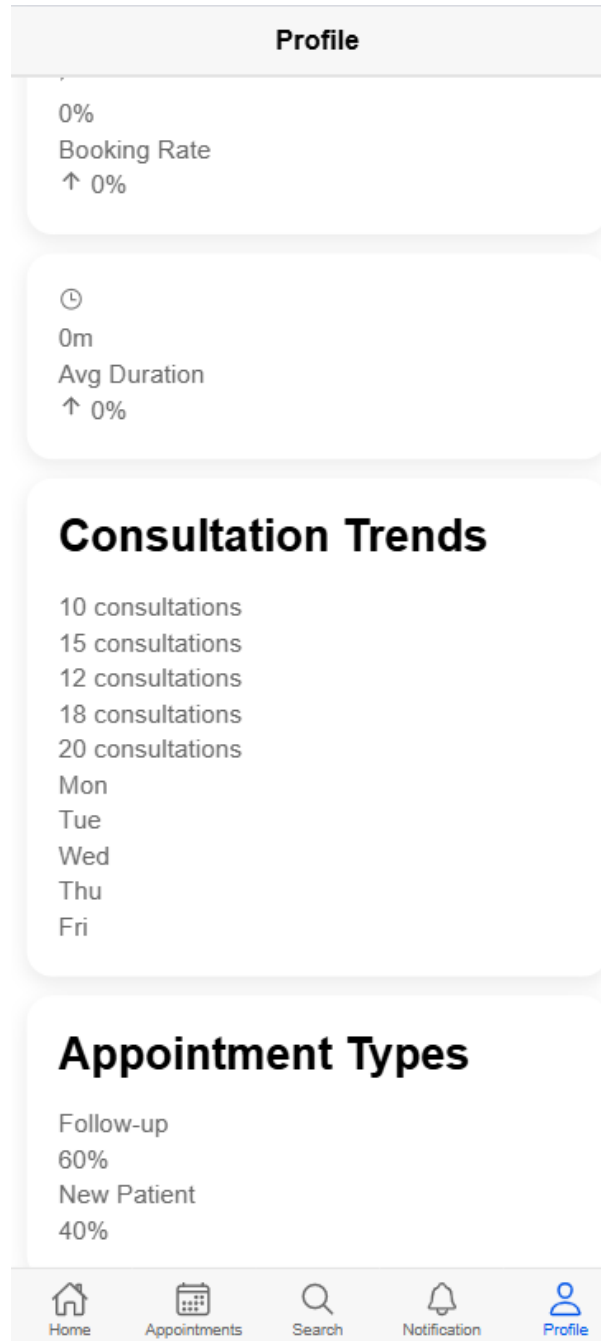 Profile
0%
Booking Rate
↑ 0%
0m
Avg Duration
↑ 0%
Consultation Trends
10 consultations
15 consultations
12 consultations
18 consultations
20 consultations
Mon
Tue
Wed
Thu
Fri
Appointment Types
Follow-up
60%
New Patient
40%
Home Appointments Search Notification Profile